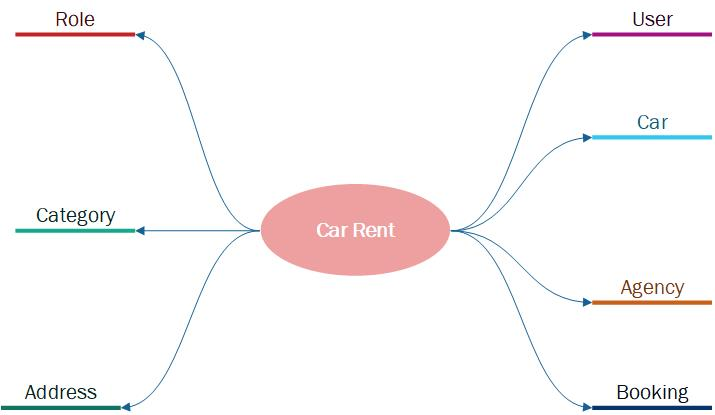 Role
User
Car
Category
Car Rent
Agency
Address
Booking